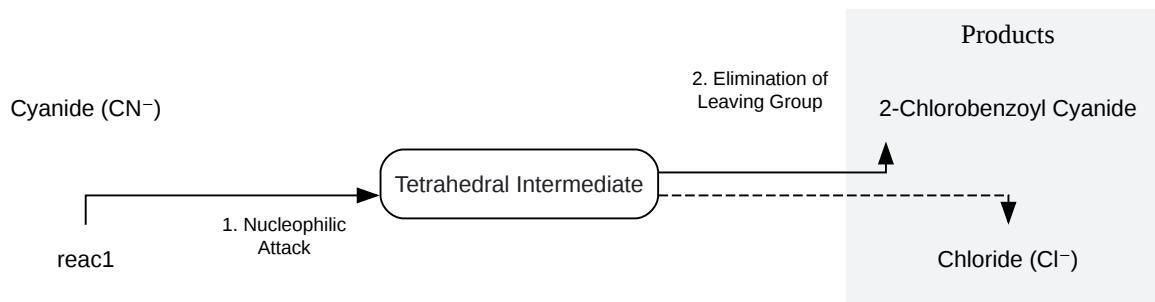 Products
2. Elimination of
Leaving Group
Cyanide (CN⁻)
2-Chlorobenzoyl Cyanide
Tetrahedral Intermediate
1. Nucleophilic
Attack
reac1
Chloride (Cl⁻)